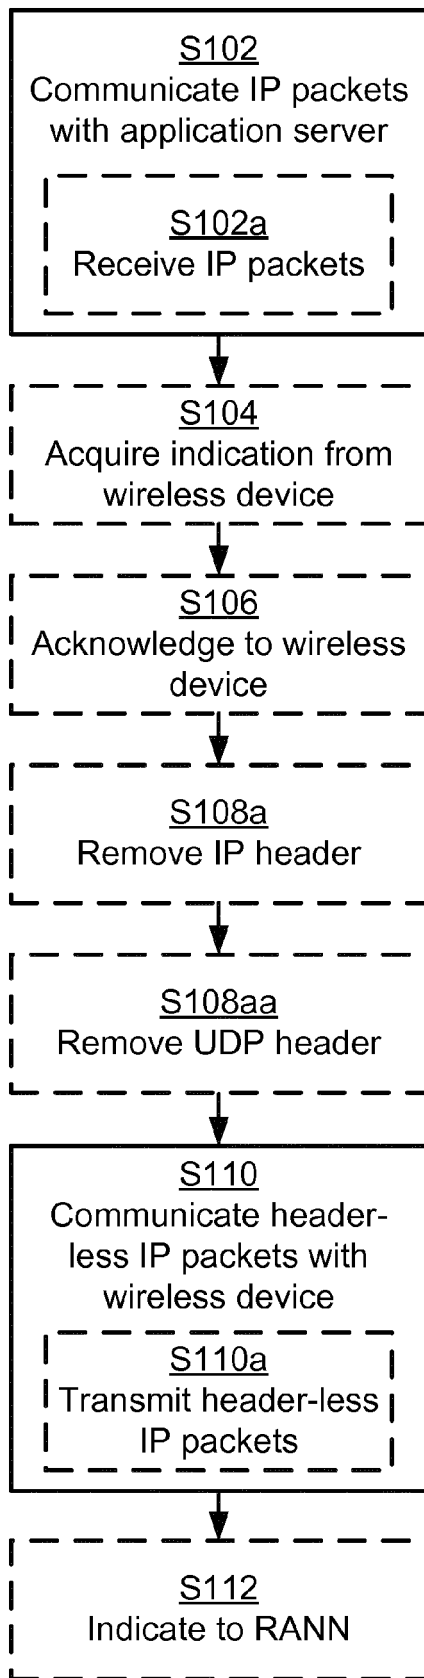 S102
Communicate IP packets
with application server
S102a
Receive IP packets
S104
Acquire indication from
wireless device
S106
Acknowledge to wireless
device
S108a
Remove IP header
S108aa
Remove UDP header
S110
Communicate header-
less IP packets with
wireless device
S110a
Transmit header-less
IP packets
S112
Indicate to RANN